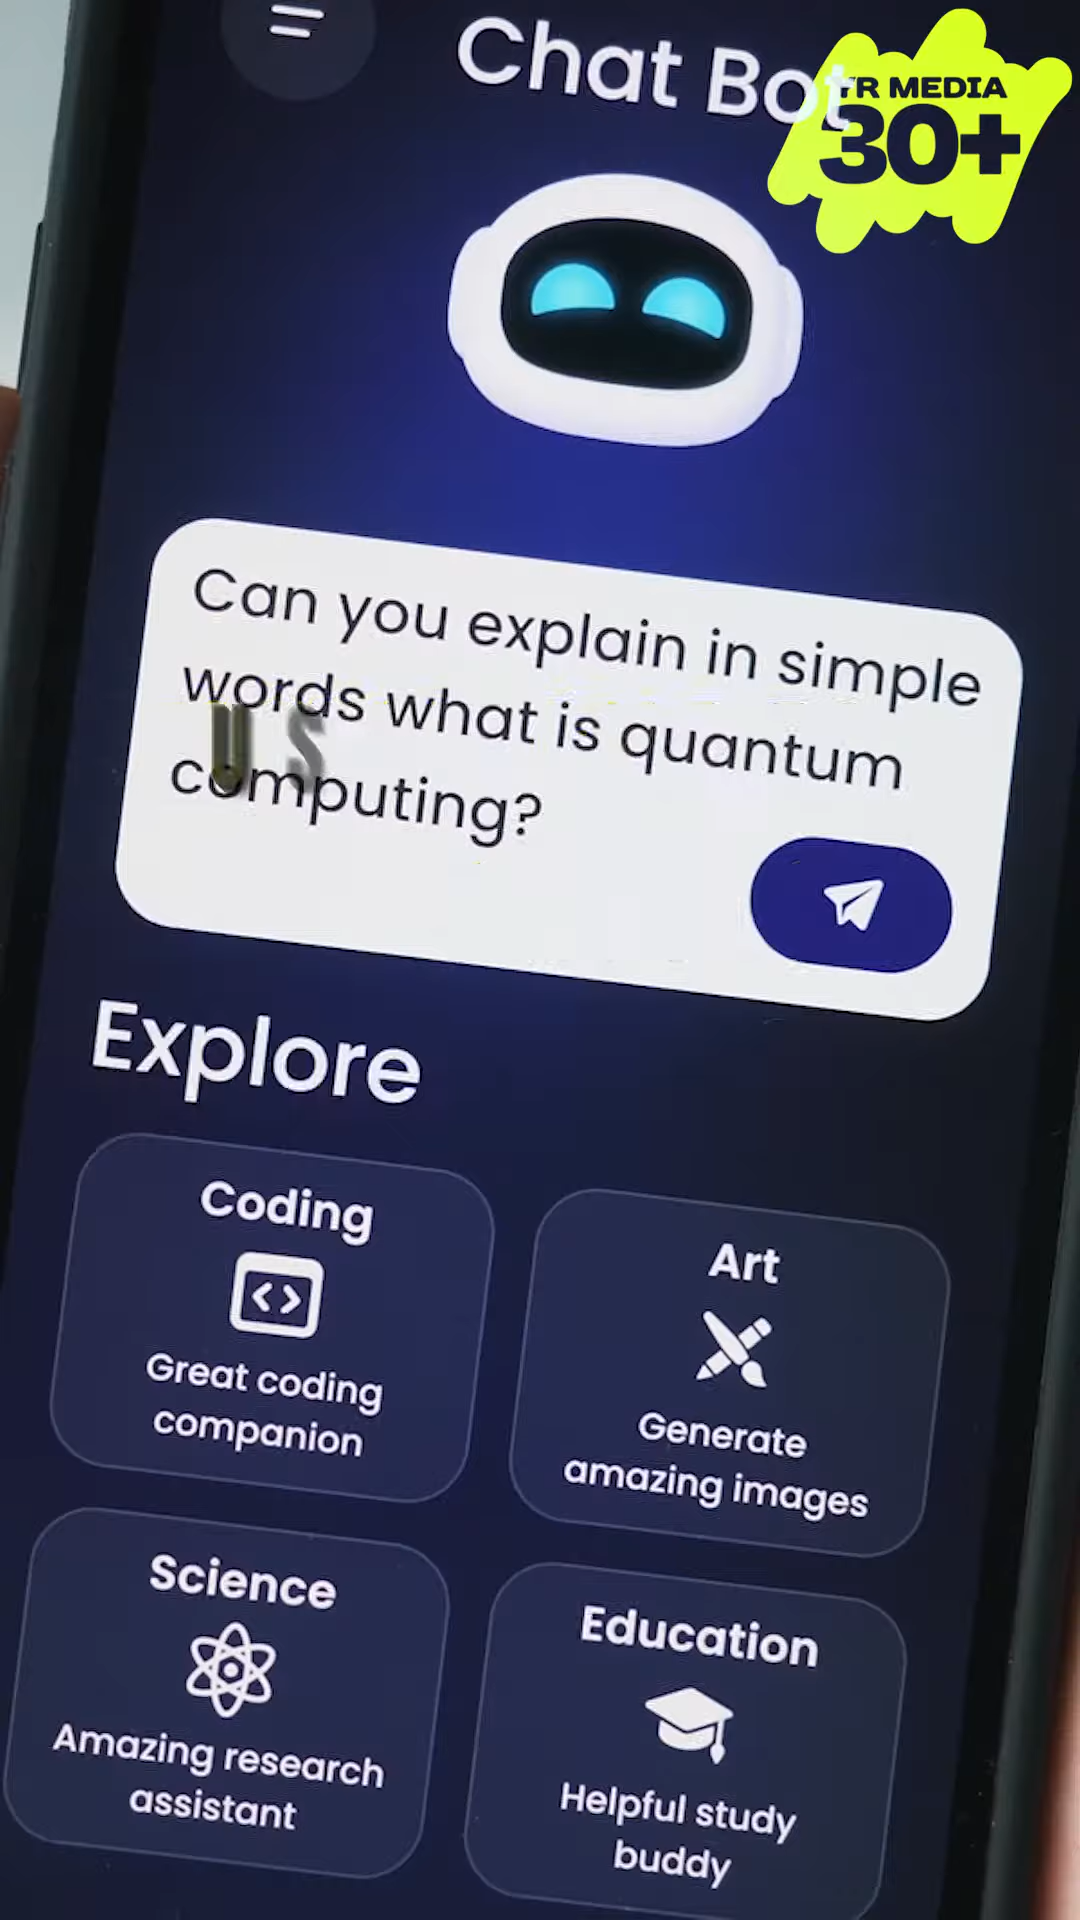 Chat Bot
FR MEDIA
30+
Can you explain in simple
words what is quantum
computing?
U S
Explore
Coding
Great coding
companion
Art
Generate
amazing images
Science
Amazing research
assistant
Education
Helpful study
buddy